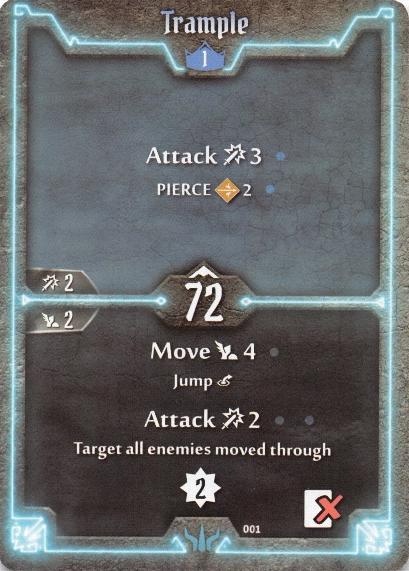 Trample
1
Attack 3
PIERCE 2
2
72
2
Move 4
Jump
Attack 2
Target all enemies moved through
2
001